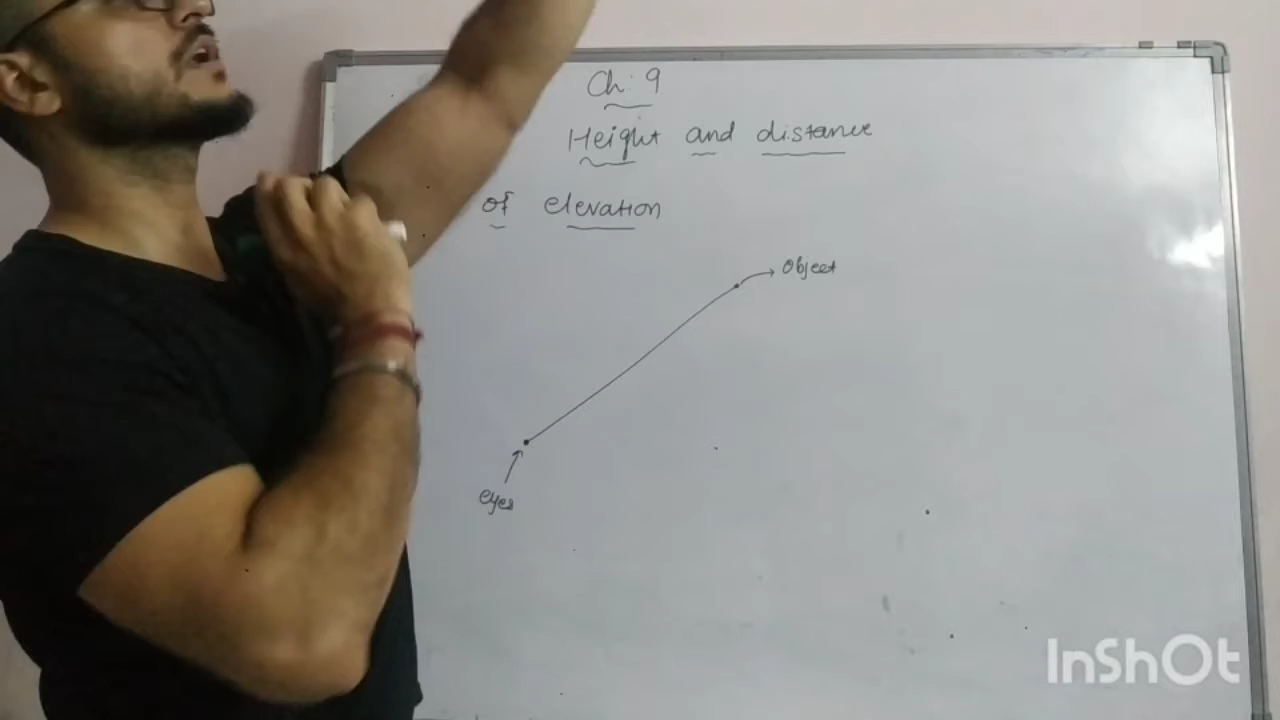 Ch: 9
Height and distance
of elevation
object
eyes
InShOt